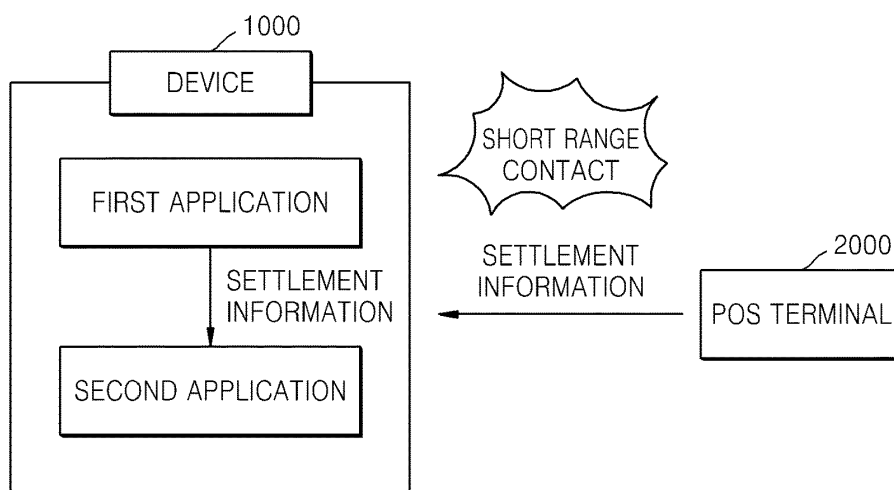 1000
DEVICE
SHORT RANGE
CONTACT
FIRST APPLICATION
SETTLEMENT
INFORMATION
SETTLEMENT
INFORMATION
2000
POS TERMINAL
SECOND APPLICATION